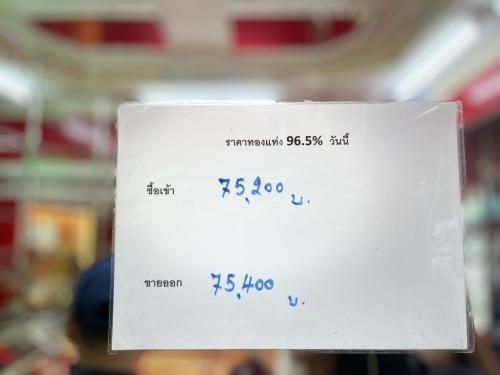 ราคาทองแท่ง 96.5% วันนี้
ซื้อเข้า 75,200 บ.
ขายออก 75,400 บ.